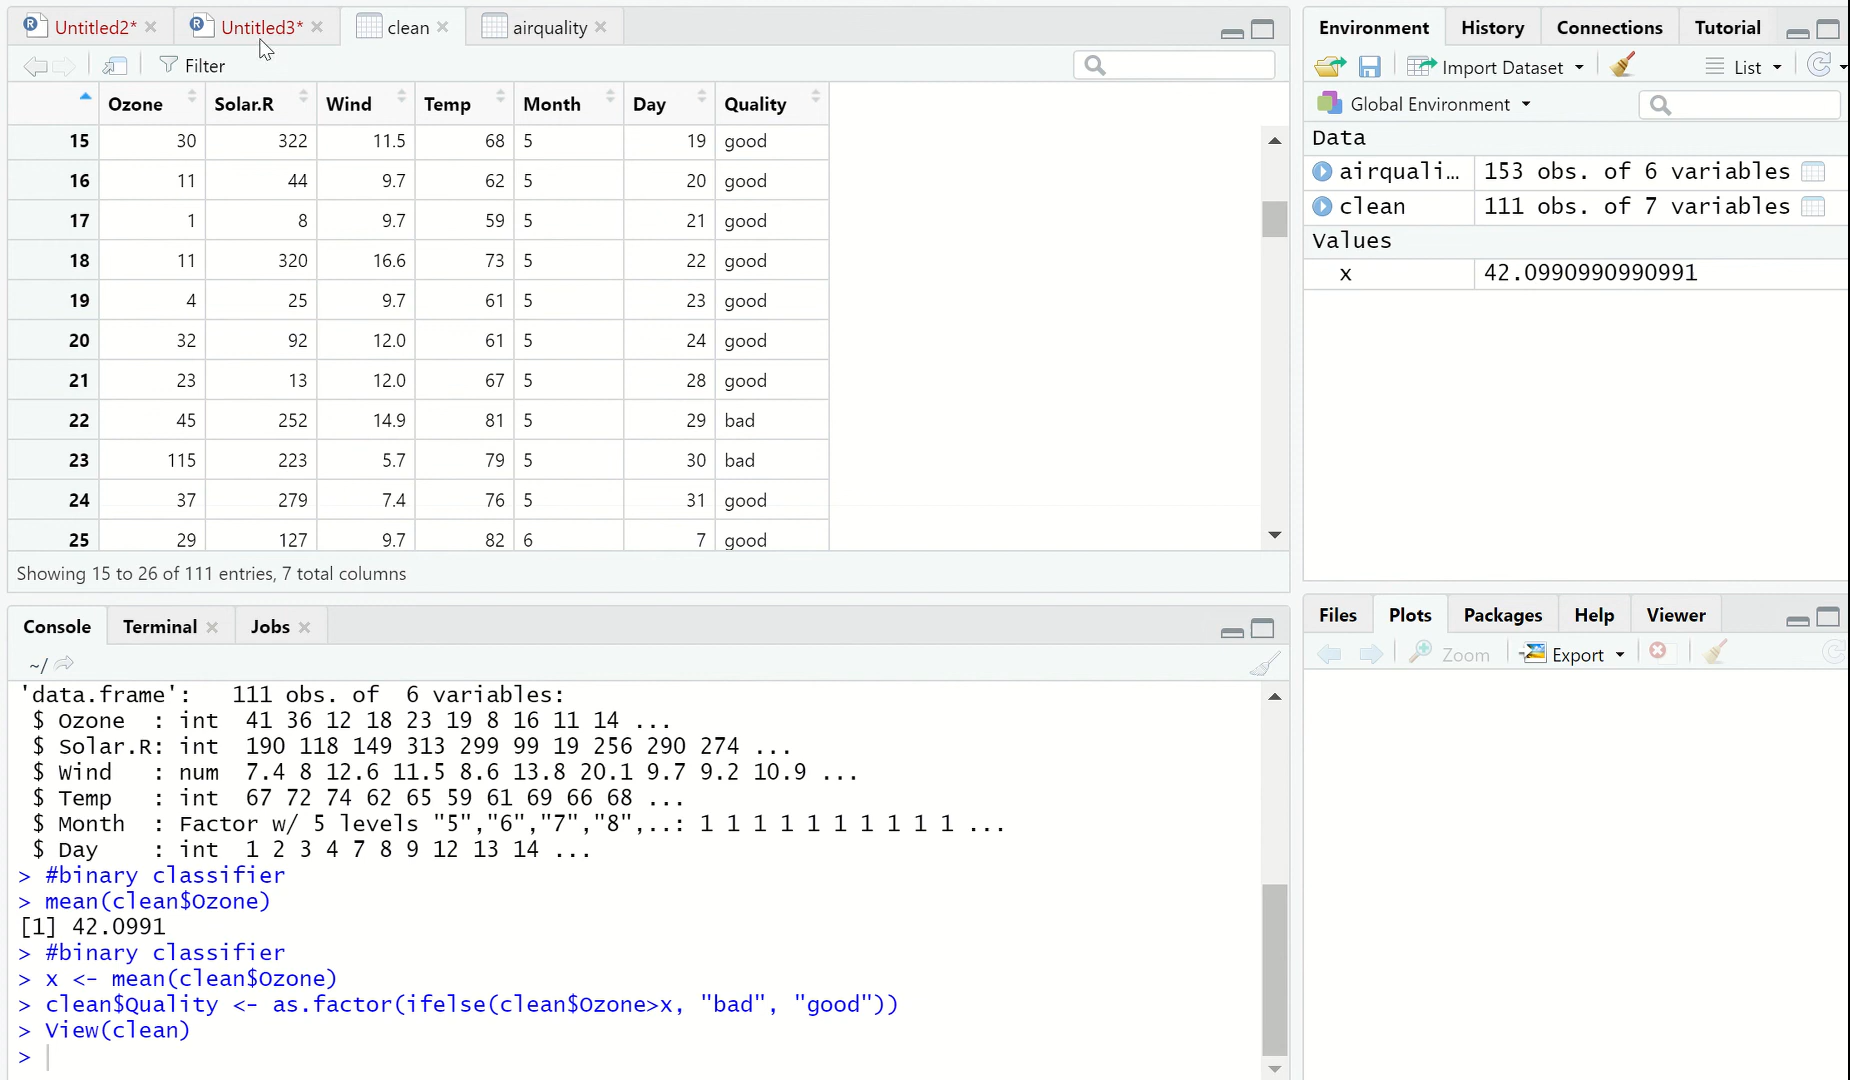 Untitled2* Untitled3* clean airquality
Filter
Ozone Solar.R Wind Temp Month Day Quality
15 30 322 11.5 68 5 19 good
16 11 44 9.7 62 5 20 good
17 1 8 9.7 59 5 21 good
18 11 320 16.6 73 5 22 good
19 4 25 9.7 61 5 23 good
20 32 92 12.0 61 5 24 good
21 23 13 12.0 67 5 28 good
22 45 252 14.9 81 5 29 bad
23 115 223 5.7 79 5 30 bad
24 37 279 7.4 76 5 31 good
25 29 127 9.7 82 6 7 good
Showing 15 to 26 of 111 entries, 7 total columns
Console Terminal Jobs
~/
'data.frame': 111 obs. of 6 variables:
$ Ozone : int 41 36 12 18 23 19 8 16 11 14 ...
$ Solar.R: int 190 118 149 313 299 99 19 256 290 274 ...
$ Wind : num 7.4 8 12.6 11.5 8.6 13.8 20.1 9.7 9.2 10.9 ...
$ Temp : int 67 72 74 62 65 59 61 69 66 68 ...
$ Month : Factor w/ 5 levels "5","6","7","8",..: 1 1 1 1 1 1 1 1 1 1 ...
$ Day : int 1 2 3 4 7 8 9 12 13 14 ...
> #binary classifier
> mean(clean$Ozone)
[1] 42.0991
> #binary classifier
> x <- mean(clean$Ozone)
> clean$Quality <- as.factor(ifelse(clean$Ozone>x, "bad", "good"))
> View(clean)
>
Environment History Connections Tutorial
Import Dataset List
Global Environment
Data
airquali... 153 obs. of 6 variables
clean 111 obs. of 7 variables
Values
x 42.0990990990991
Files Plots Packages Help Viewer
Zoom Export